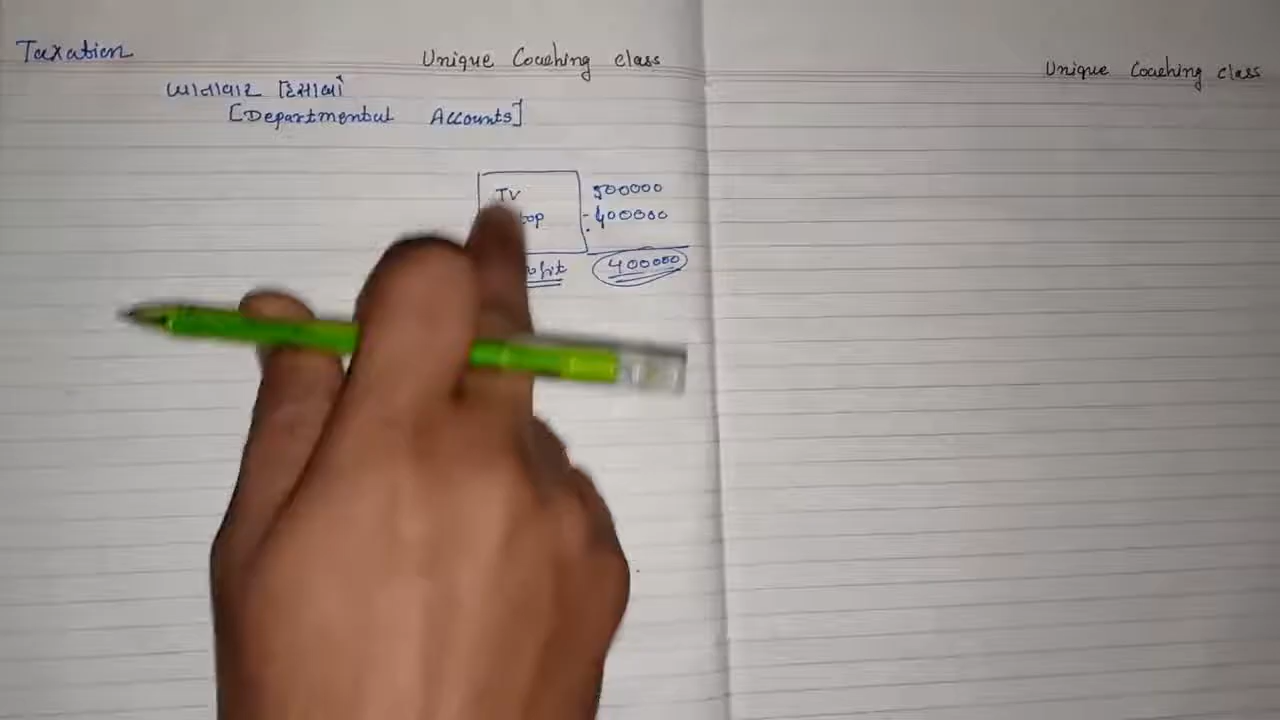 Taxation
Unique Coaching class
Unique Coaching class
ખાતાવાર હિસાબો
[Departmental Accounts]
TV 500000
- 400000
400000